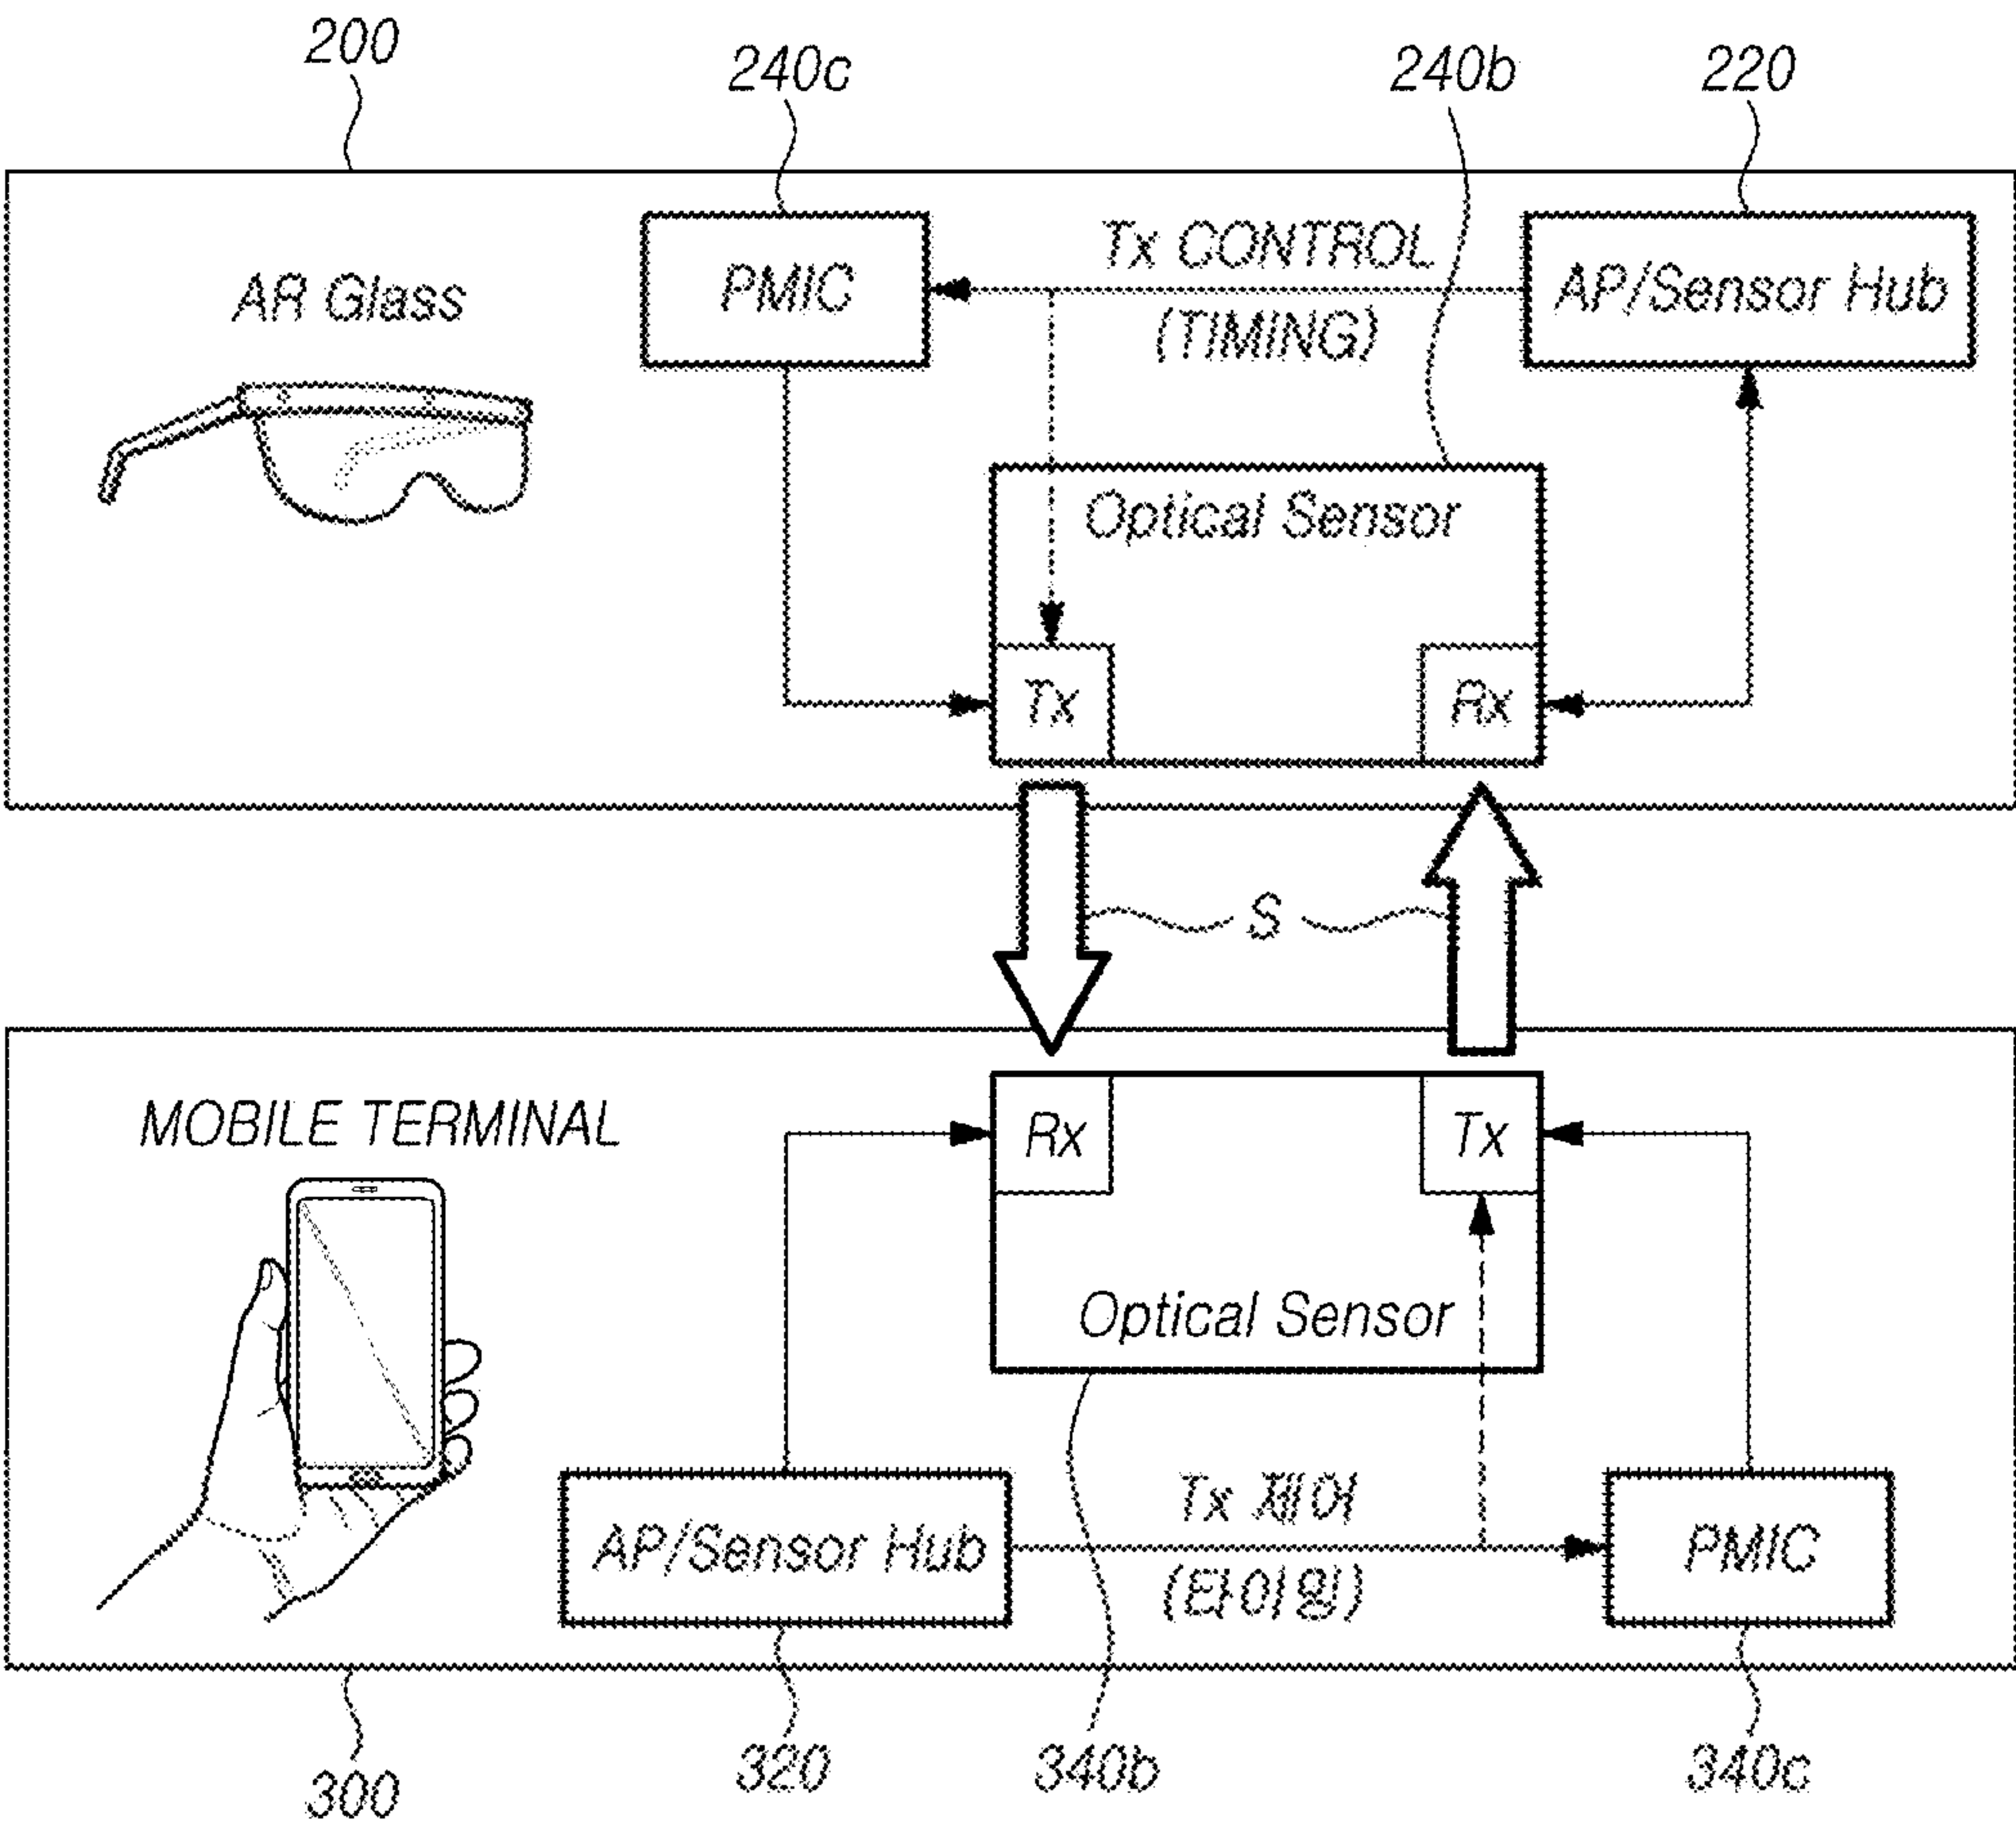 200
240c
240b
220
Tx CONTROL
PMIC
AP/Sensor Hub
AR Glass
(TIMING)
Optical Sensor
Tx
Rx
S
MOBILE TERMINAL
Rx
Tx
Optical Sensor
Tx 제어
AP/Sensor Hub
PMIC
(타이밍)
300
320
340b
340c